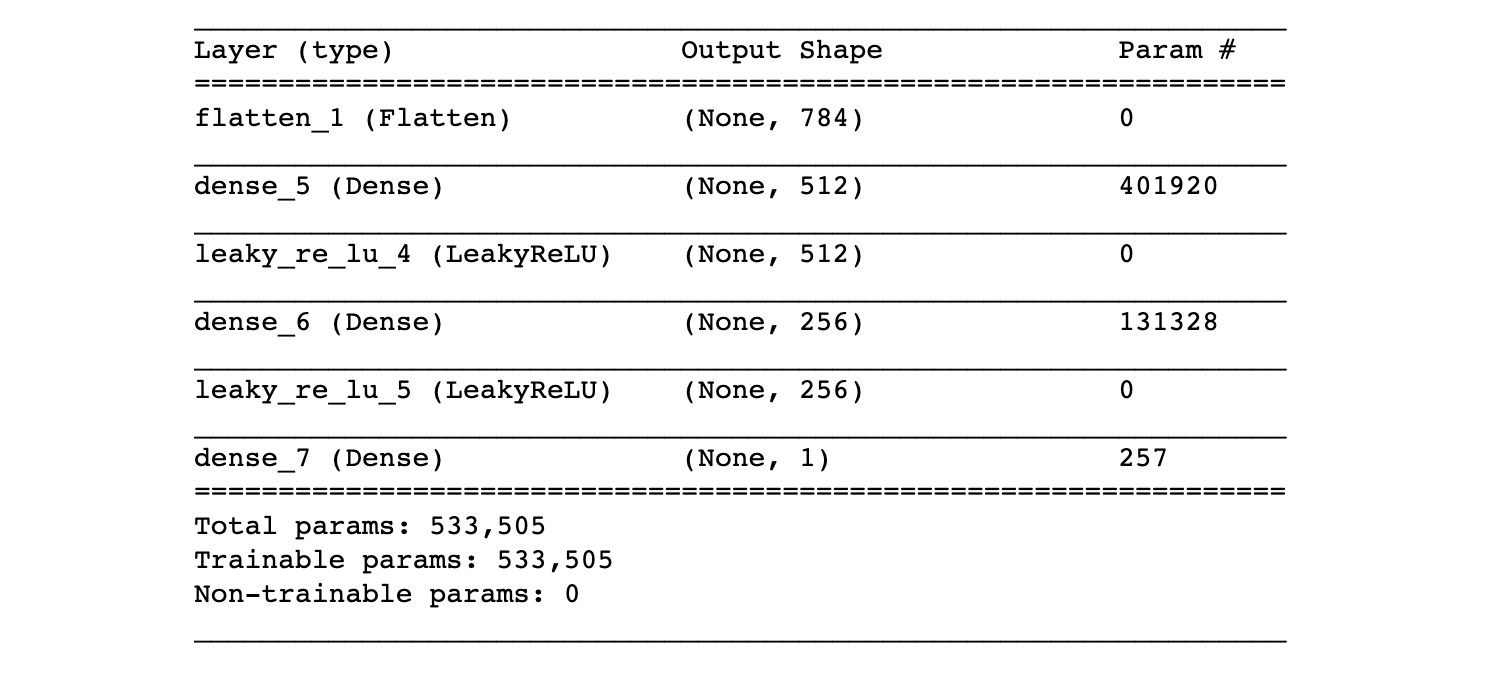 Layer (type) Output Shape Param #
flatten_1 (Flatten) (None, 784) 0
dense_5 (Dense) (None, 512) 401920
leaky_re_lu_4 (LeakyReLU) (None, 512) 0
dense_6 (Dense) (None, 256) 131328
leaky_re_lu_5 (LeakyReLU) (None, 256) 0
dense_7 (Dense) (None, 1) 257
Total params: 533,505
Trainable params: 533,505
Non-trainable params: 0